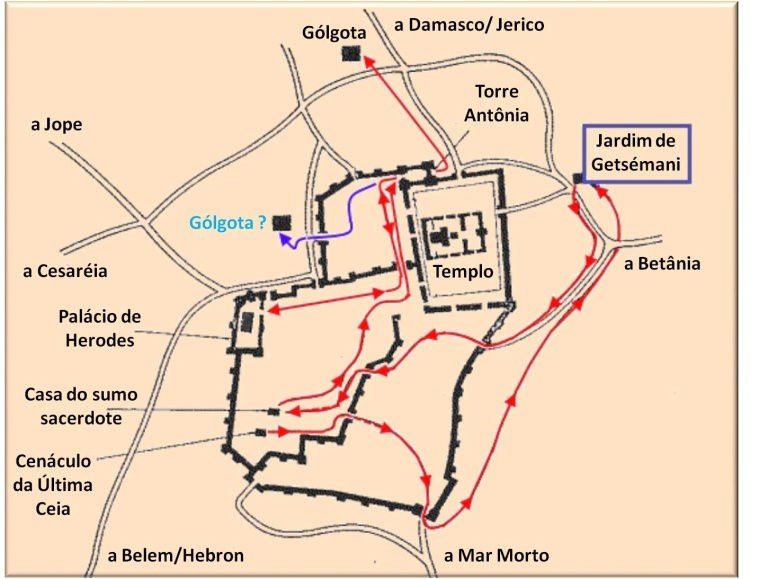 a Damasco/ Jerico
Gólgota
Torre
Antônia
a Jope
Jardim de
Getsémani
Gólgota ?
a Betânia
a Cesaréia
Templo
Palácio de
Herodes
Casa do sumo
sacerdote
Cenáculo
da Última
Ceia
a Belem/Hebron
a Mar Morto